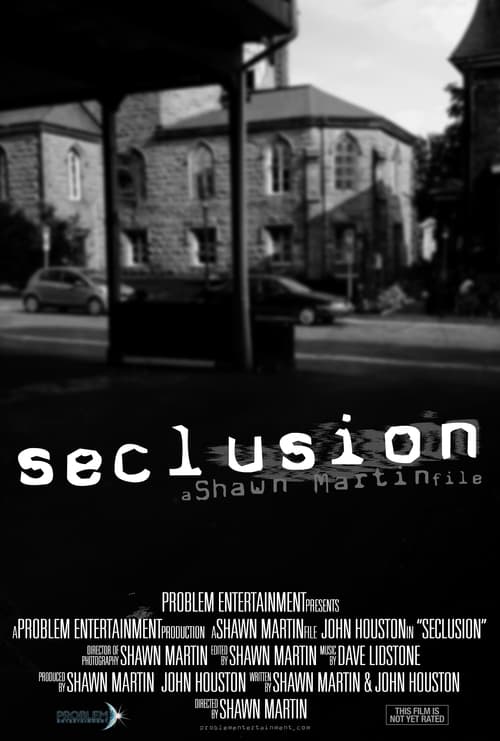 seclusion
a Shawn Martin file
PROBLEM ENTERTAINMENT PRESENTS
A PROBLEM ENTERTAINMENT PRODUCTION A SHAWN MARTIN FILE JOHN HOUSTON IN "SECLUSION"
DIRECTOR OF PHOTOGRAPHY SHAWN MARTIN EDITED BY SHAWN MARTIN MUSIC BY DAVE LIDSTONE
PRODUCED BY SHAWN MARTIN JOHN HOUSTON WRITTEN BY SHAWN MARTIN & JOHN HOUSTON
DIRECTED BY SHAWN MARTIN
PROBLEM
ENTERTAINMENT
problementertainment.com
THIS FILM IS
NOT YET RATED